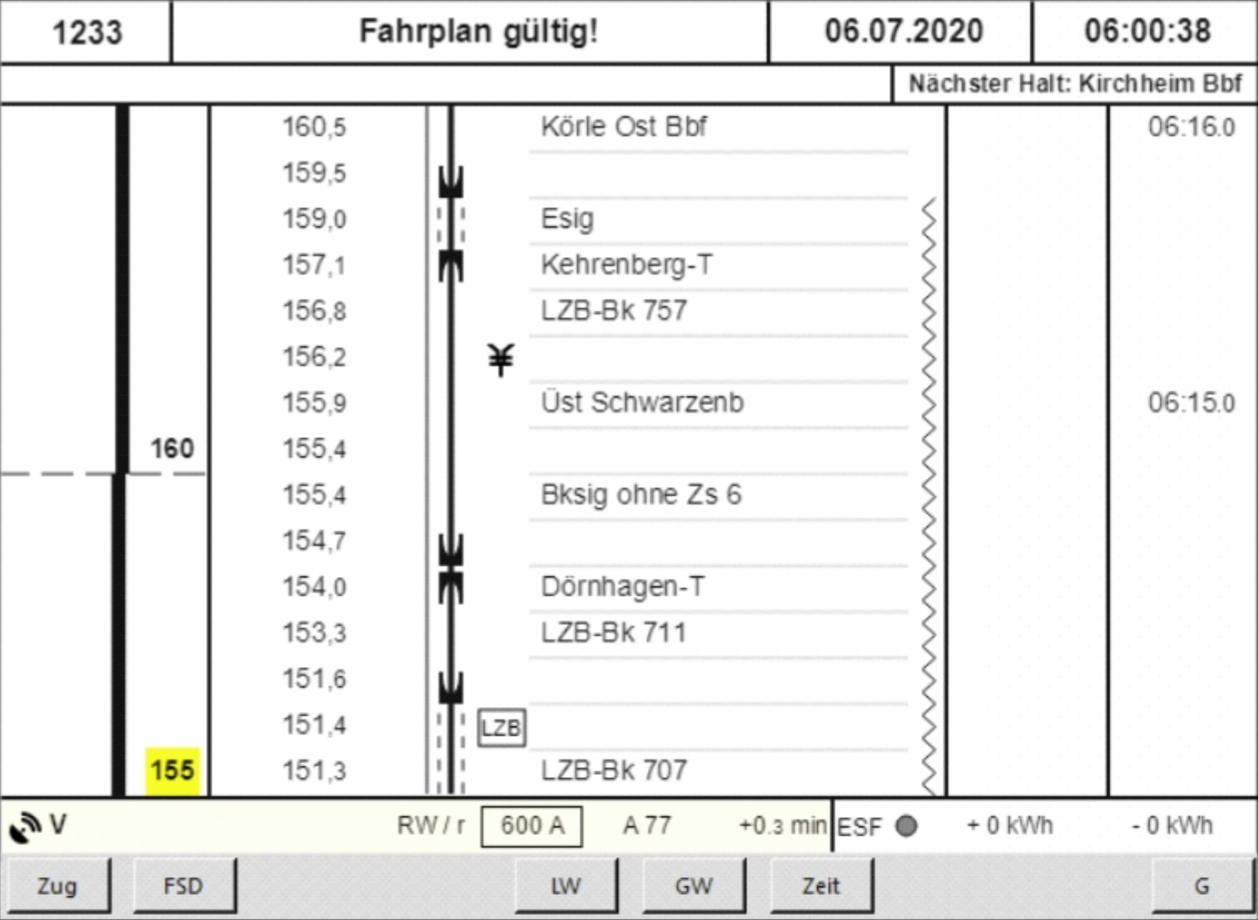 1233 Fahrplan gültig! 06.07.2020 06:00:38
Nächster Halt: Kirchheim Bbf
160,5 Körle Ost Bbf 06:16.0
159,5
159,0 Esig
157,1 Kehrenberg-T
156,8 LZB-Bk 757
156,2 ¥
155,9 Üst Schwarzenb 06:15.0
160 155,4
155,4 Bksig ohne Zs 6
154,7
154,0 Dörnhagen-T
153,3 LZB-Bk 711
151,6
151,4 LZB
155 151,3 LZB-Bk 707
V RW / r 600 A A 77 +0.3 min ESF + 0 kWh - 0 kWh
Zug FSD LW GW Zeit G